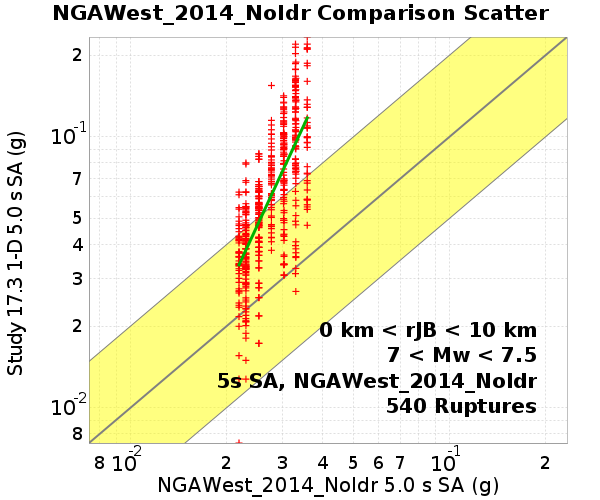 NGAWest_2014_NoIdr Comparison Scatter
Study 17.3 1-D 5.0 s SA (g)
2
10⁻¹
7
5
4
3
2
10⁻²
8
0 km < rJB < 10 km
7 < Mw < 7.5
5s SA, NGAWest_2014_NoIdr
540 Ruptures
8 10⁻² 2 3 4 5 6 7 10⁻¹ 2
NGAWest_2014_NoIdr 5.0 s SA (g)